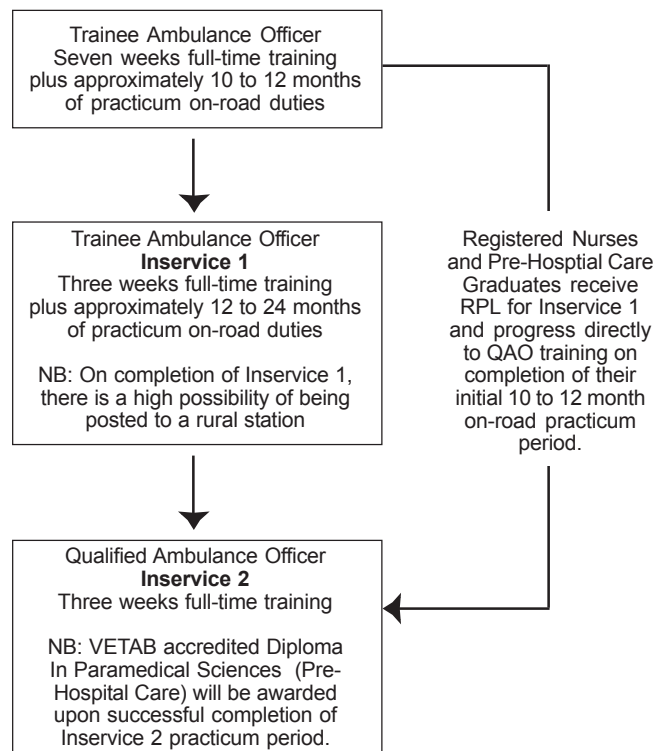 Trainee Ambulance Officer
Seven weeks full-time training
plus approximately 10 to 12 months
of practicum on-road duties
Trainee Ambulance Officer
Inservice 1
Three weeks full-time training
plus approximately 12 to 24 months
of practicum on-road duties
NB: On completion of Inservice 1,
there is a high possibility of being
posted to a rural station
Registered Nurses
and Pre-Hosptial Care
Graduates receive
RPL for Inservice 1
and progress directly
to QAO training on
completion of their
initial 10 to 12 month
on-road practicum
period.
Qualified Ambulance Officer
Inservice 2
Three weeks full-time training
NB: VETAB accredited Diploma
In Paramedical Sciences (Pre-
Hospital Care) will be awarded
upon successful completion of
Inservice 2 practicum period.